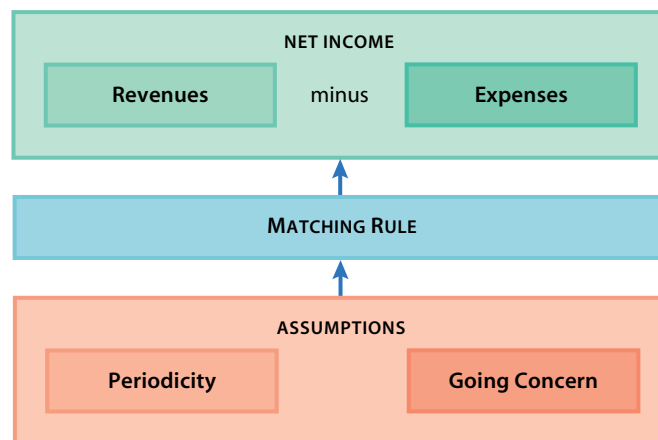 NET INCOME
Revenues minus Expenses
MATCHING RULE
ASSUMPTIONS
Periodicity Going Concern